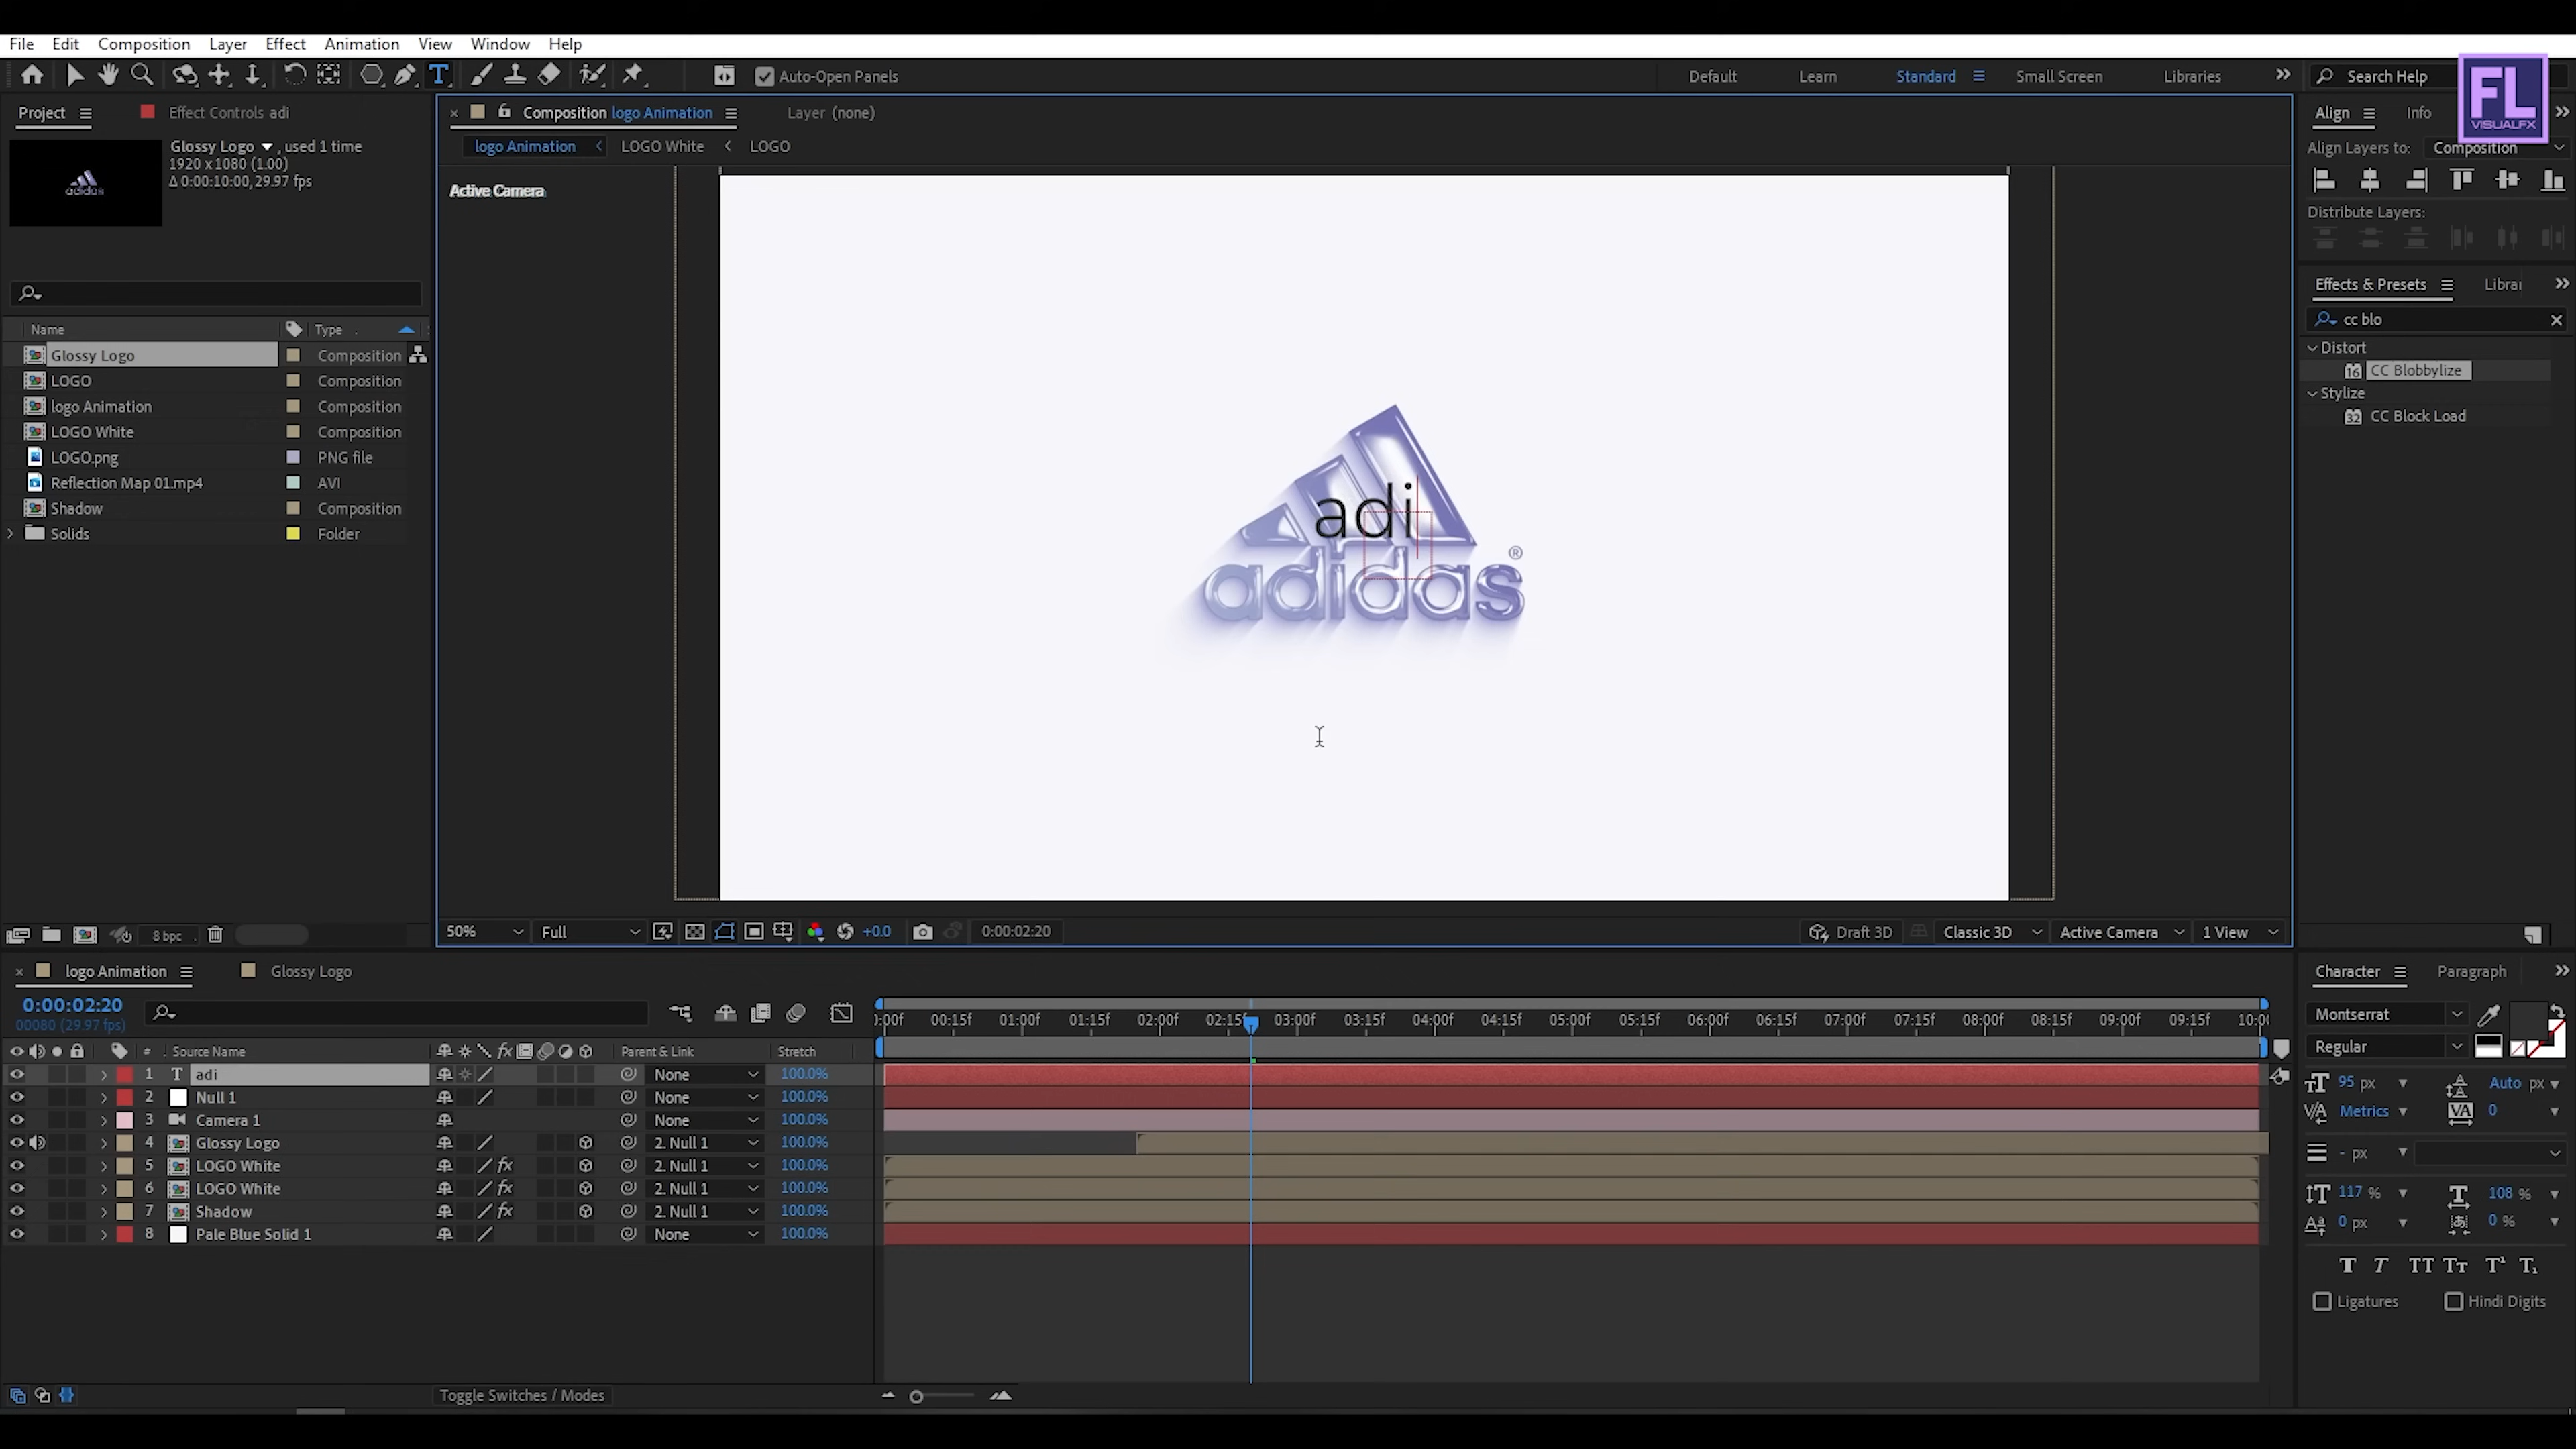 File Edit Composition Layer Effect Animation View Window Help
Auto-Open Panels
Default Learn Standard Small Screen Libraries Search Help
FL
VISUALFX
Project Effect Controls adi
Glossy Logo , used 1 time
1920 x 1080 (1.00)
Δ 0:00:10:00, 29.97 fps
Name Type
Glossy Logo Composition
LOGO Composition
logo Animation Composition
LOGO White Composition
LOGO.png PNG file
Reflection Map 01.mp4 AVI
Shadow Composition
Solids Folder
8 bpc
Composition logo Animation Layer (none)
logo Animation LOGO White LOGO
Active Camera
adi
adidas ®
50% Full +0.0 0:00:02:20 Draft 3D Classic 3D Active Camera 1 View
Align Info
Align Layers to: Composition
Distribute Layers:
Effects & Presets Librar
cc blo
Distort
16 CC Blobbylize
Stylize
32 CC Block Load
logo Animation Glossy Logo
0:00:02:20
00080 (29.97 fps)
:00f 00:15f 01:00f 01:15f 02:00f 02:15f 03:00f 03:15f 04:00f 04:15f 05:00f 05:15f 06:00f 06:15f 07:00f 07:15f 08:00f 08:15f 09:00f 09:15f 10:0
# Source Name fx Parent & Link Stretch
1 T adi None 100.0%
2 Null 1 None 100.0%
3 Camera 1 None 100.0%
4 Glossy Logo 2. Null 1 100.0%
5 LOGO White fx 2. Null 1 100.0%
6 LOGO White fx 2. Null 1 100.0%
7 Shadow fx 2. Null 1 100.0%
8 Pale Blue Solid 1 None 100.0%
Toggle Switches / Modes
Character Paragraph
Montserrat
Regular
95 px Auto px
Metrics 0
- px
117 % 108 %
0 px 0 %
T T TT Tт T¹ T₁
Ligatures Hindi Digits